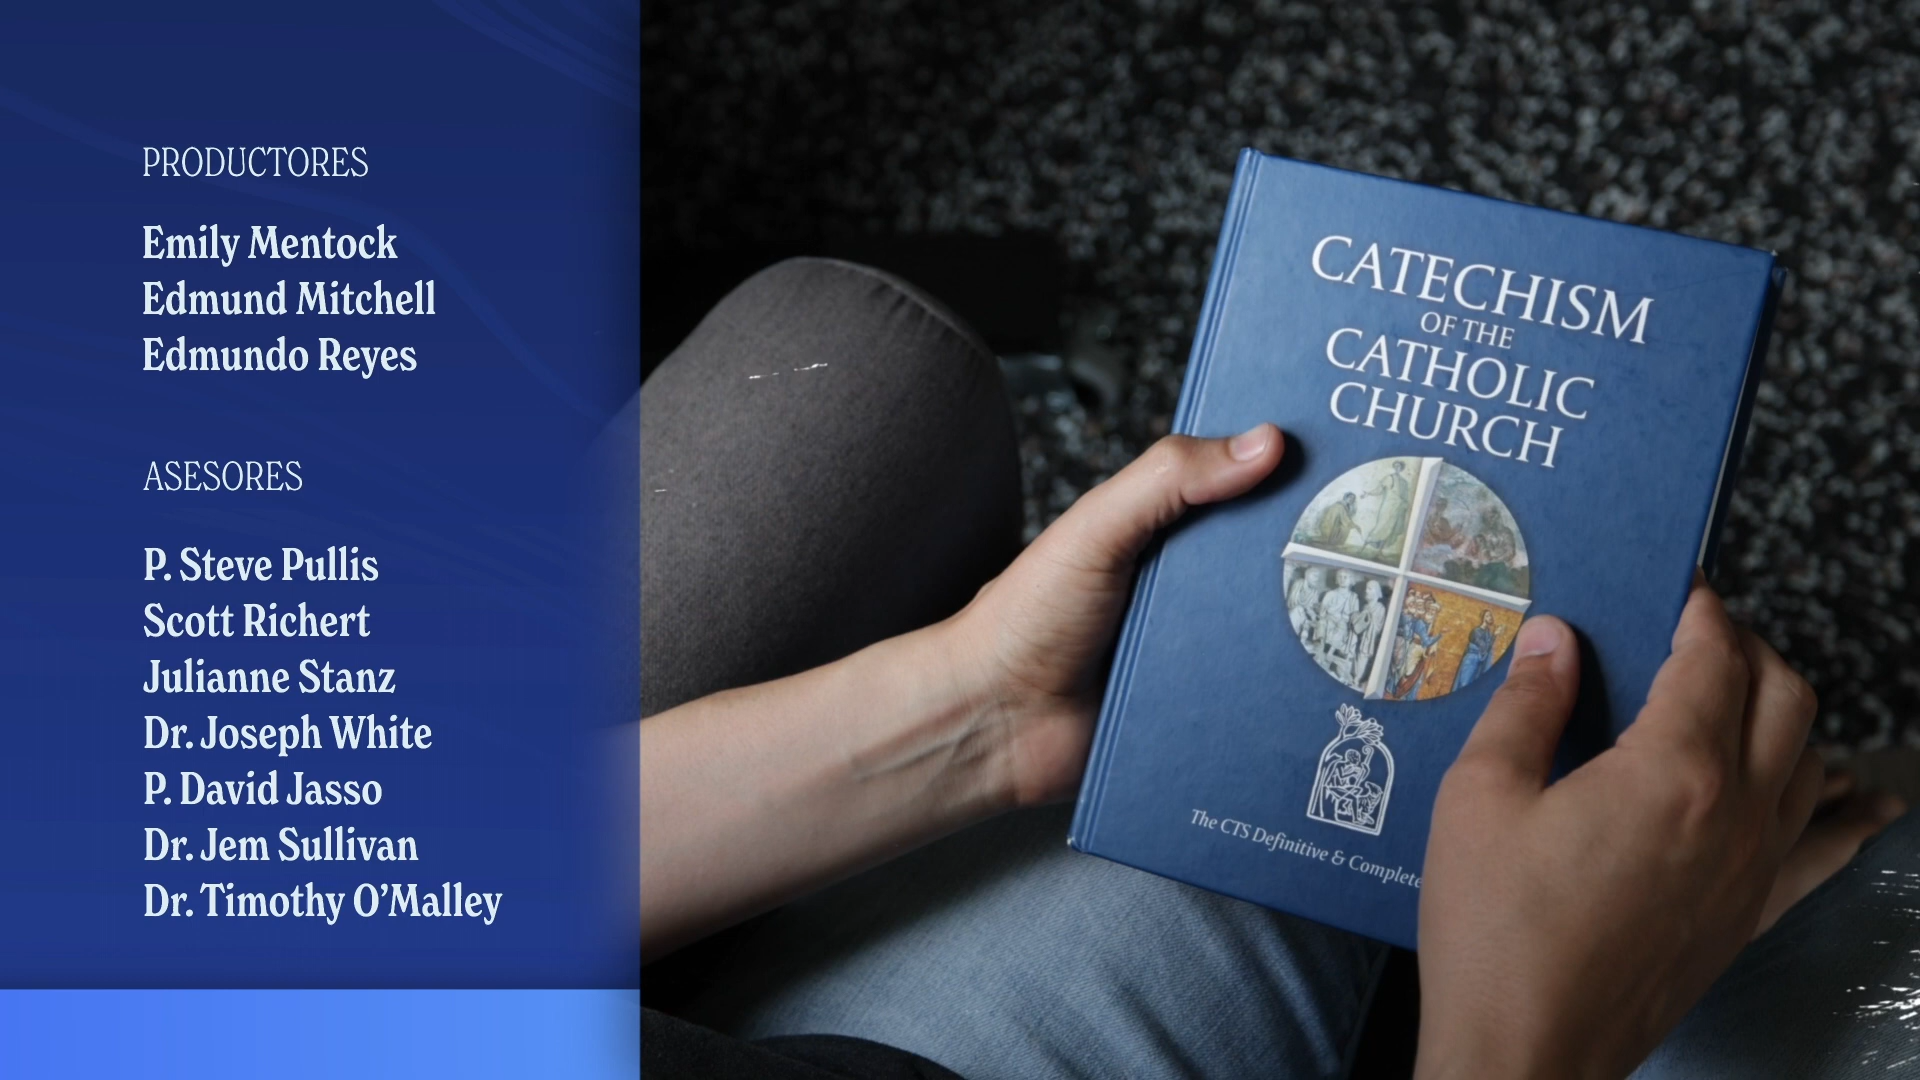 PRODUCTORES
Emily Mentock
Edmund Mitchell
Edmundo Reyes
ASESORES
P. Steve Pullis
Scott Richert
Julianne Stanz
Dr. Joseph White
P. David Jasso
Dr. Jem Sullivan
Dr. Timothy O’Malley
CATECHISM
OF THE
CATHOLIC
CHURCH
The CTS Definitive & Complete